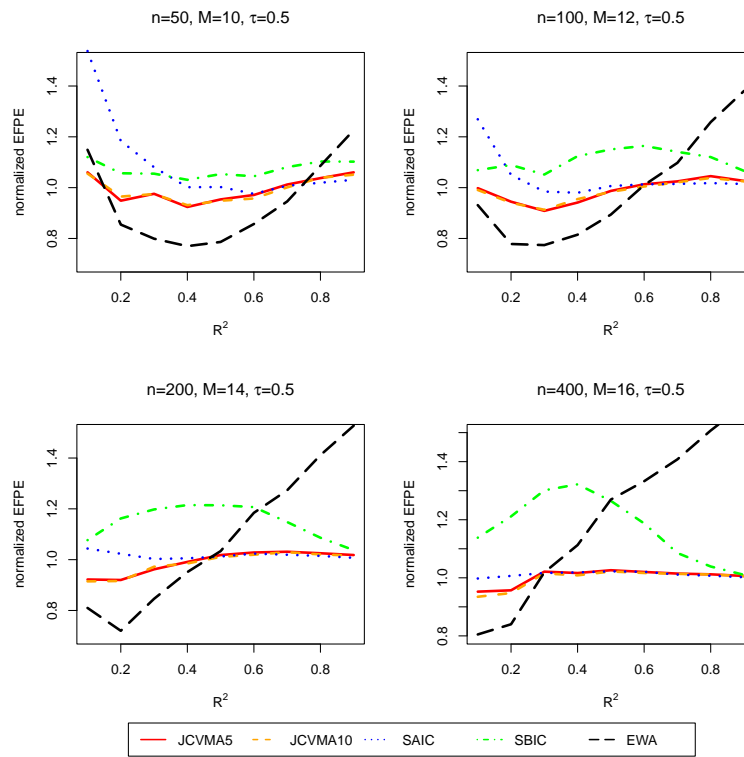 n=50, M=10, τ=0.5
normalized EFPE
0.8 1.0 1.2 1.4
0.2 0.4 0.6 0.8
R²
n=100, M=12, τ=0.5
normalized EFPE
0.8 1.0 1.2 1.4
0.2 0.4 0.6 0.8
R²
n=200, M=14, τ=0.5
normalized EFPE
0.8 1.0 1.2 1.4
0.2 0.4 0.6 0.8
R²
n=400, M=16, τ=0.5
normalized EFPE
0.8 1.0 1.2 1.4
0.2 0.4 0.6 0.8
R²
JCVMA5 JCVMA10 SAIC SBIC EWA